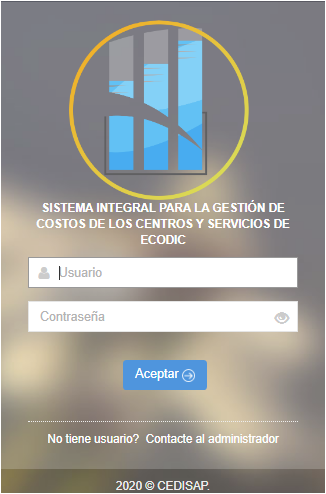 SISTEMA INTEGRAL PARA LA GESTIÓN DE
COSTOS DE LOS CENTROS Y SERVICIOS DE
ECODIC
Usuario
Contraseña
Aceptar
No tiene usuario? Contacte al administrador
2020 © CEDISAP.